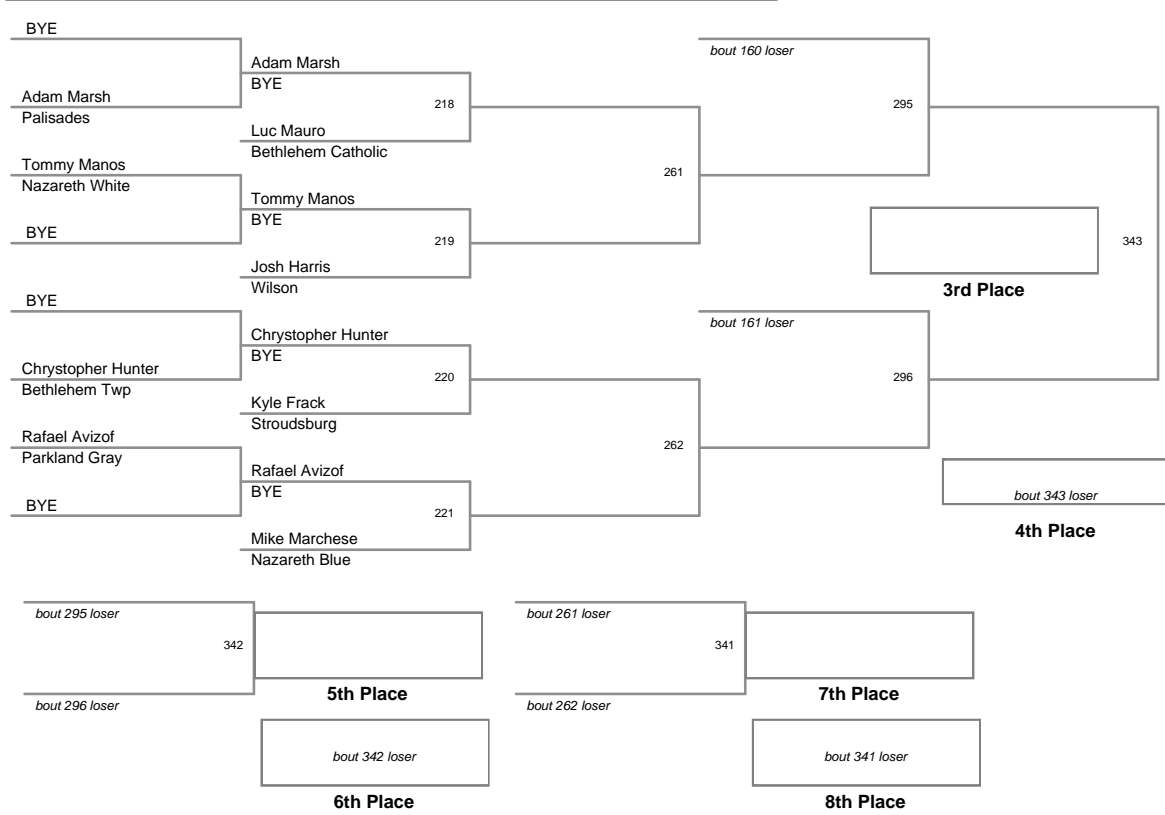 BYE
Adam Marsh
Palisades
Tommy Manos
Nazareth White
BYE
BYE
Chrystopher Hunter
Bethlehem Twp
Rafael Avizof
Parkland Gray
BYE
Adam Marsh
BYE
218
Luc Mauro
Bethlehem Catholic
Tommy Manos
BYE
219
Josh Harris
Wilson
Chrystopher Hunter
BYE
220
Kyle Frack
Stroudsburg
Rafael Avizof
BYE
221
Mike Marchese
Nazareth Blue
261
262
bout 160 loser
295
bout 161 loser
296
343
3rd Place
bout 343 loser
4th Place
bout 295 loser
342
bout 296 loser
5th Place
bout 342 loser
6th Place
bout 261 loser
341
bout 262 loser
7th Place
bout 341 loser
8th Place